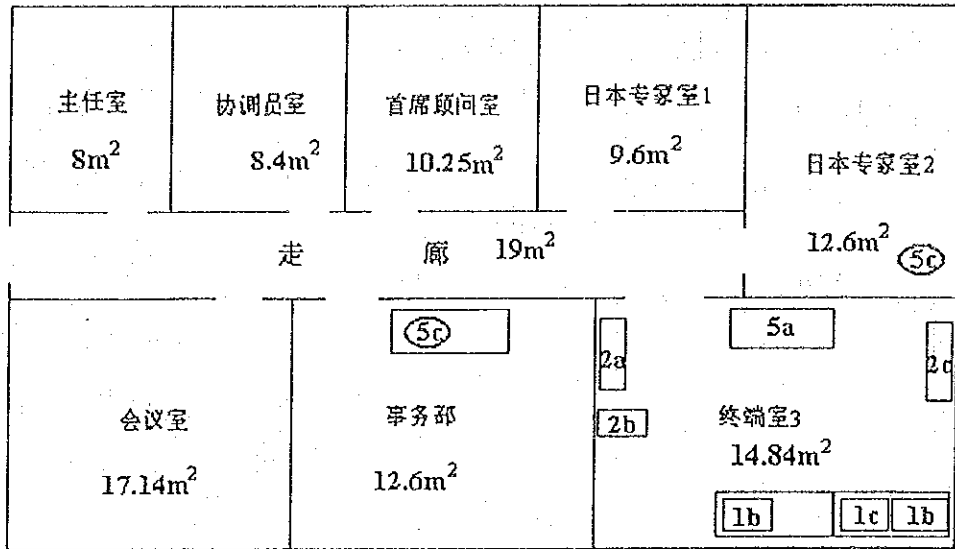 主任室
8m²
协调员室
8.4m²
首席顾问室
10.25m²
日本专家室1
9.6m²
日本专家室2
12.6m²
5c
走 廊 19m²
会议室
17.14m²
5c
事务部
12.6m²
2a
2b
5a
2c
终端室3
14.84m²
1b
1c
1b